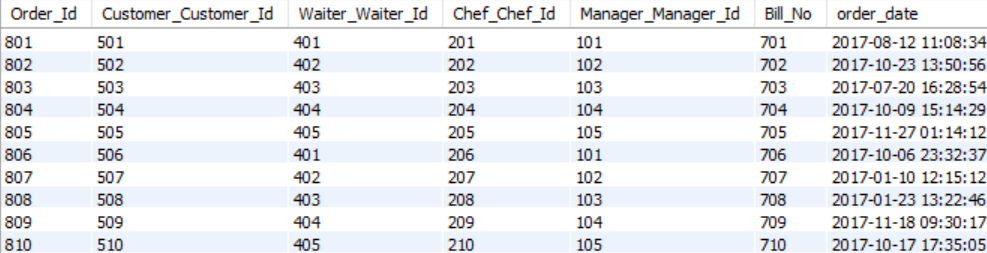 Order_Id Customer_Customer_Id Waiter_Waiter_Id Chef_Chef_Id Manager_Manager_Id Bill_No order_date
801 501 401 201 101 701 2017-08-12 11:08:34
802 502 402 202 102 702 2017-10-23 13:50:56
803 503 403 203 103 703 2017-07-20 16:28:54
804 504 404 204 104 704 2017-10-09 15:14:29
805 505 405 205 105 705 2017-11-27 01:14:12
806 506 401 206 101 706 2017-10-06 23:32:37
807 507 402 207 102 707 2017-01-10 12:15:12
808 508 403 208 103 708 2017-01-23 13:22:46
809 509 404 209 104 709 2017-11-18 09:30:17
810 510 405 210 105 710 2017-10-17 17:35:05